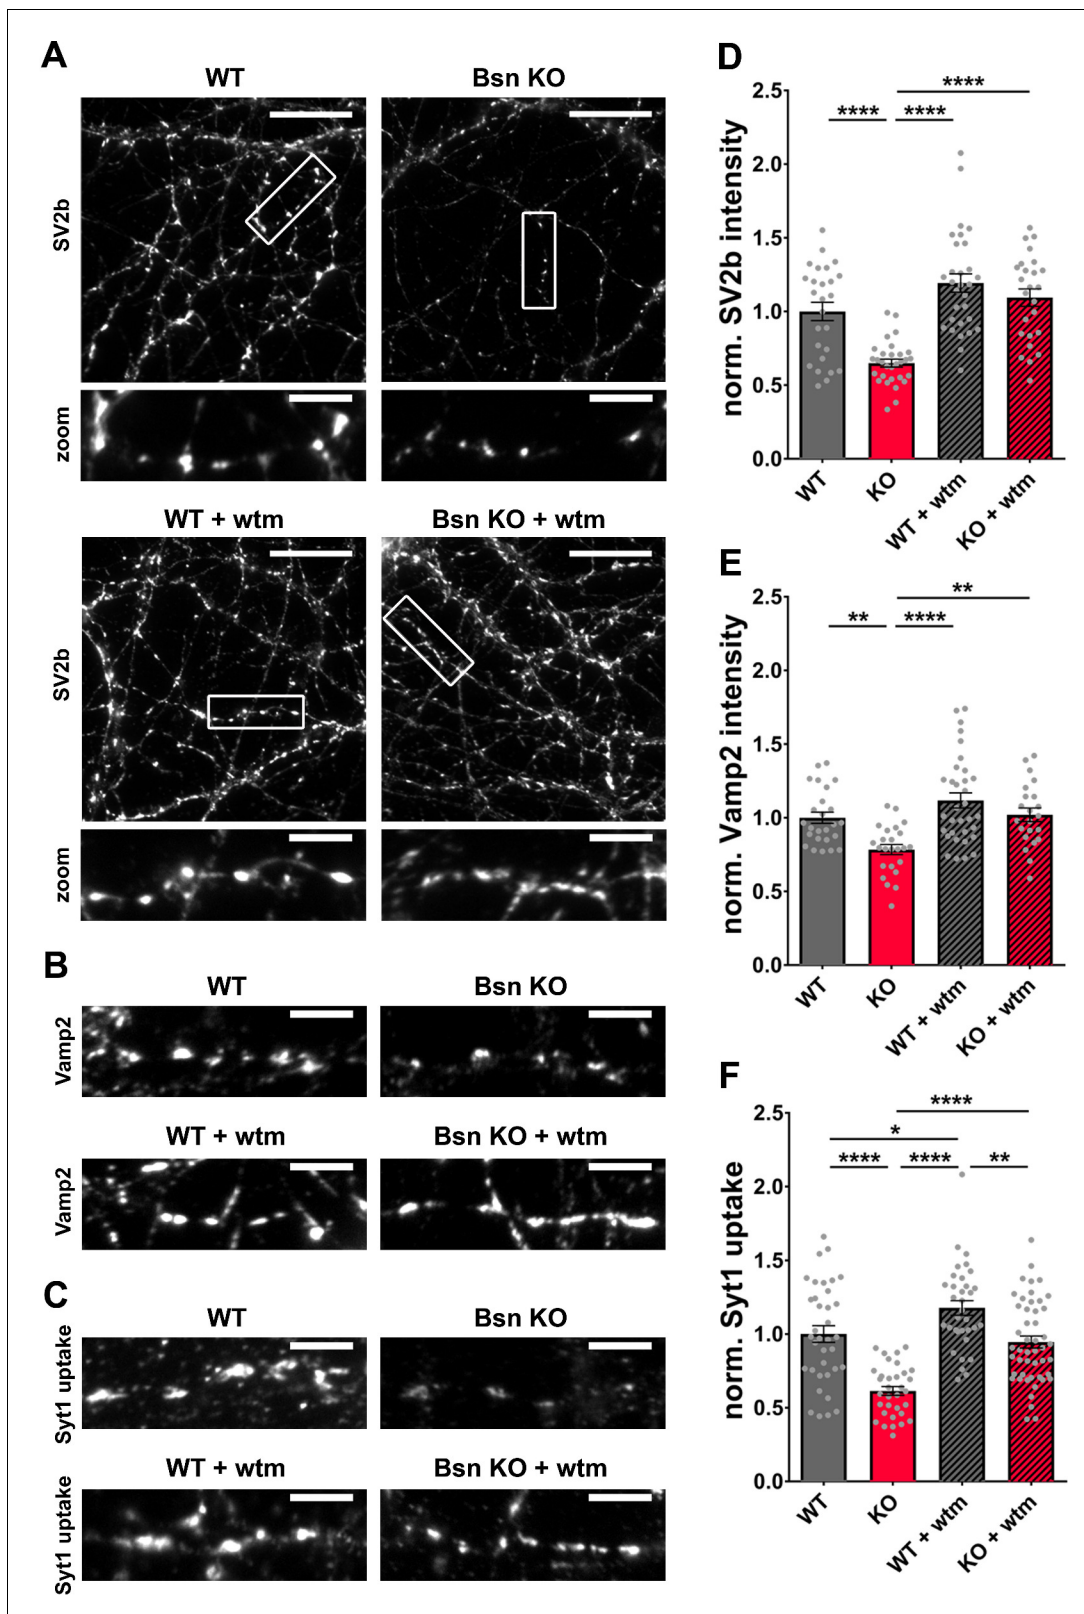 A
WT
Bsn KO
SV2b
zoom
WT + wtm
Bsn KO + wtm
SV2b
zoom
B
WT
Bsn KO
Vamp2
WT + wtm
Bsn KO + wtm
Vamp2
C
WT
Bsn KO
Syt1 uptake
WT + wtm
Bsn KO + wtm
Syt1 uptake
D
norm. SV2b intensity
2.5
2.0
1.5
1.0
0.5
0.0
****
**** ****
WT
KO
WT + wtm
KO + wtm
E
norm. Vamp2 intensity
2.5
2.0
1.5
1.0
0.5
0.0
**
** ****
WT
KO
WT + wtm
KO + wtm
F
norm. Syt1 uptake
2.5
2.0
1.5
1.0
0.5
0.0
****
*
**** **** **
WT
KO
WT + wtm
KO + wtm